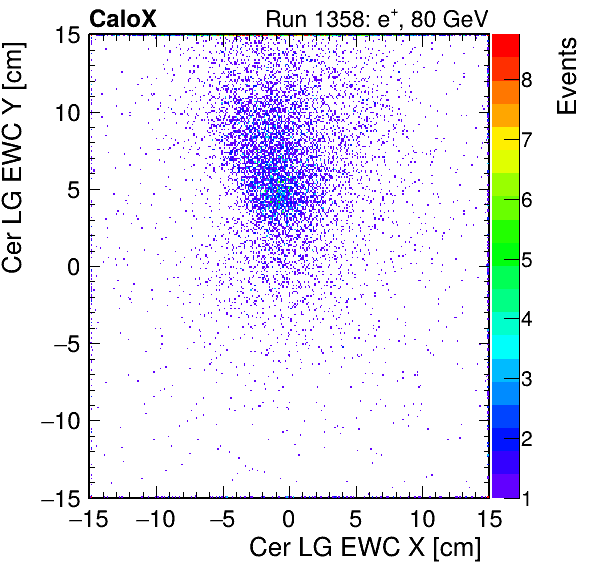 CaloX
Run 1358: e+, 80 GeV
Cer LG EWC Y [cm]
15
10
5
0
−5
−10
−15
−15 −10 −5 0 5 10 15
Cer LG EWC X [cm]
Events
8
7
6
5
4
3
2
1